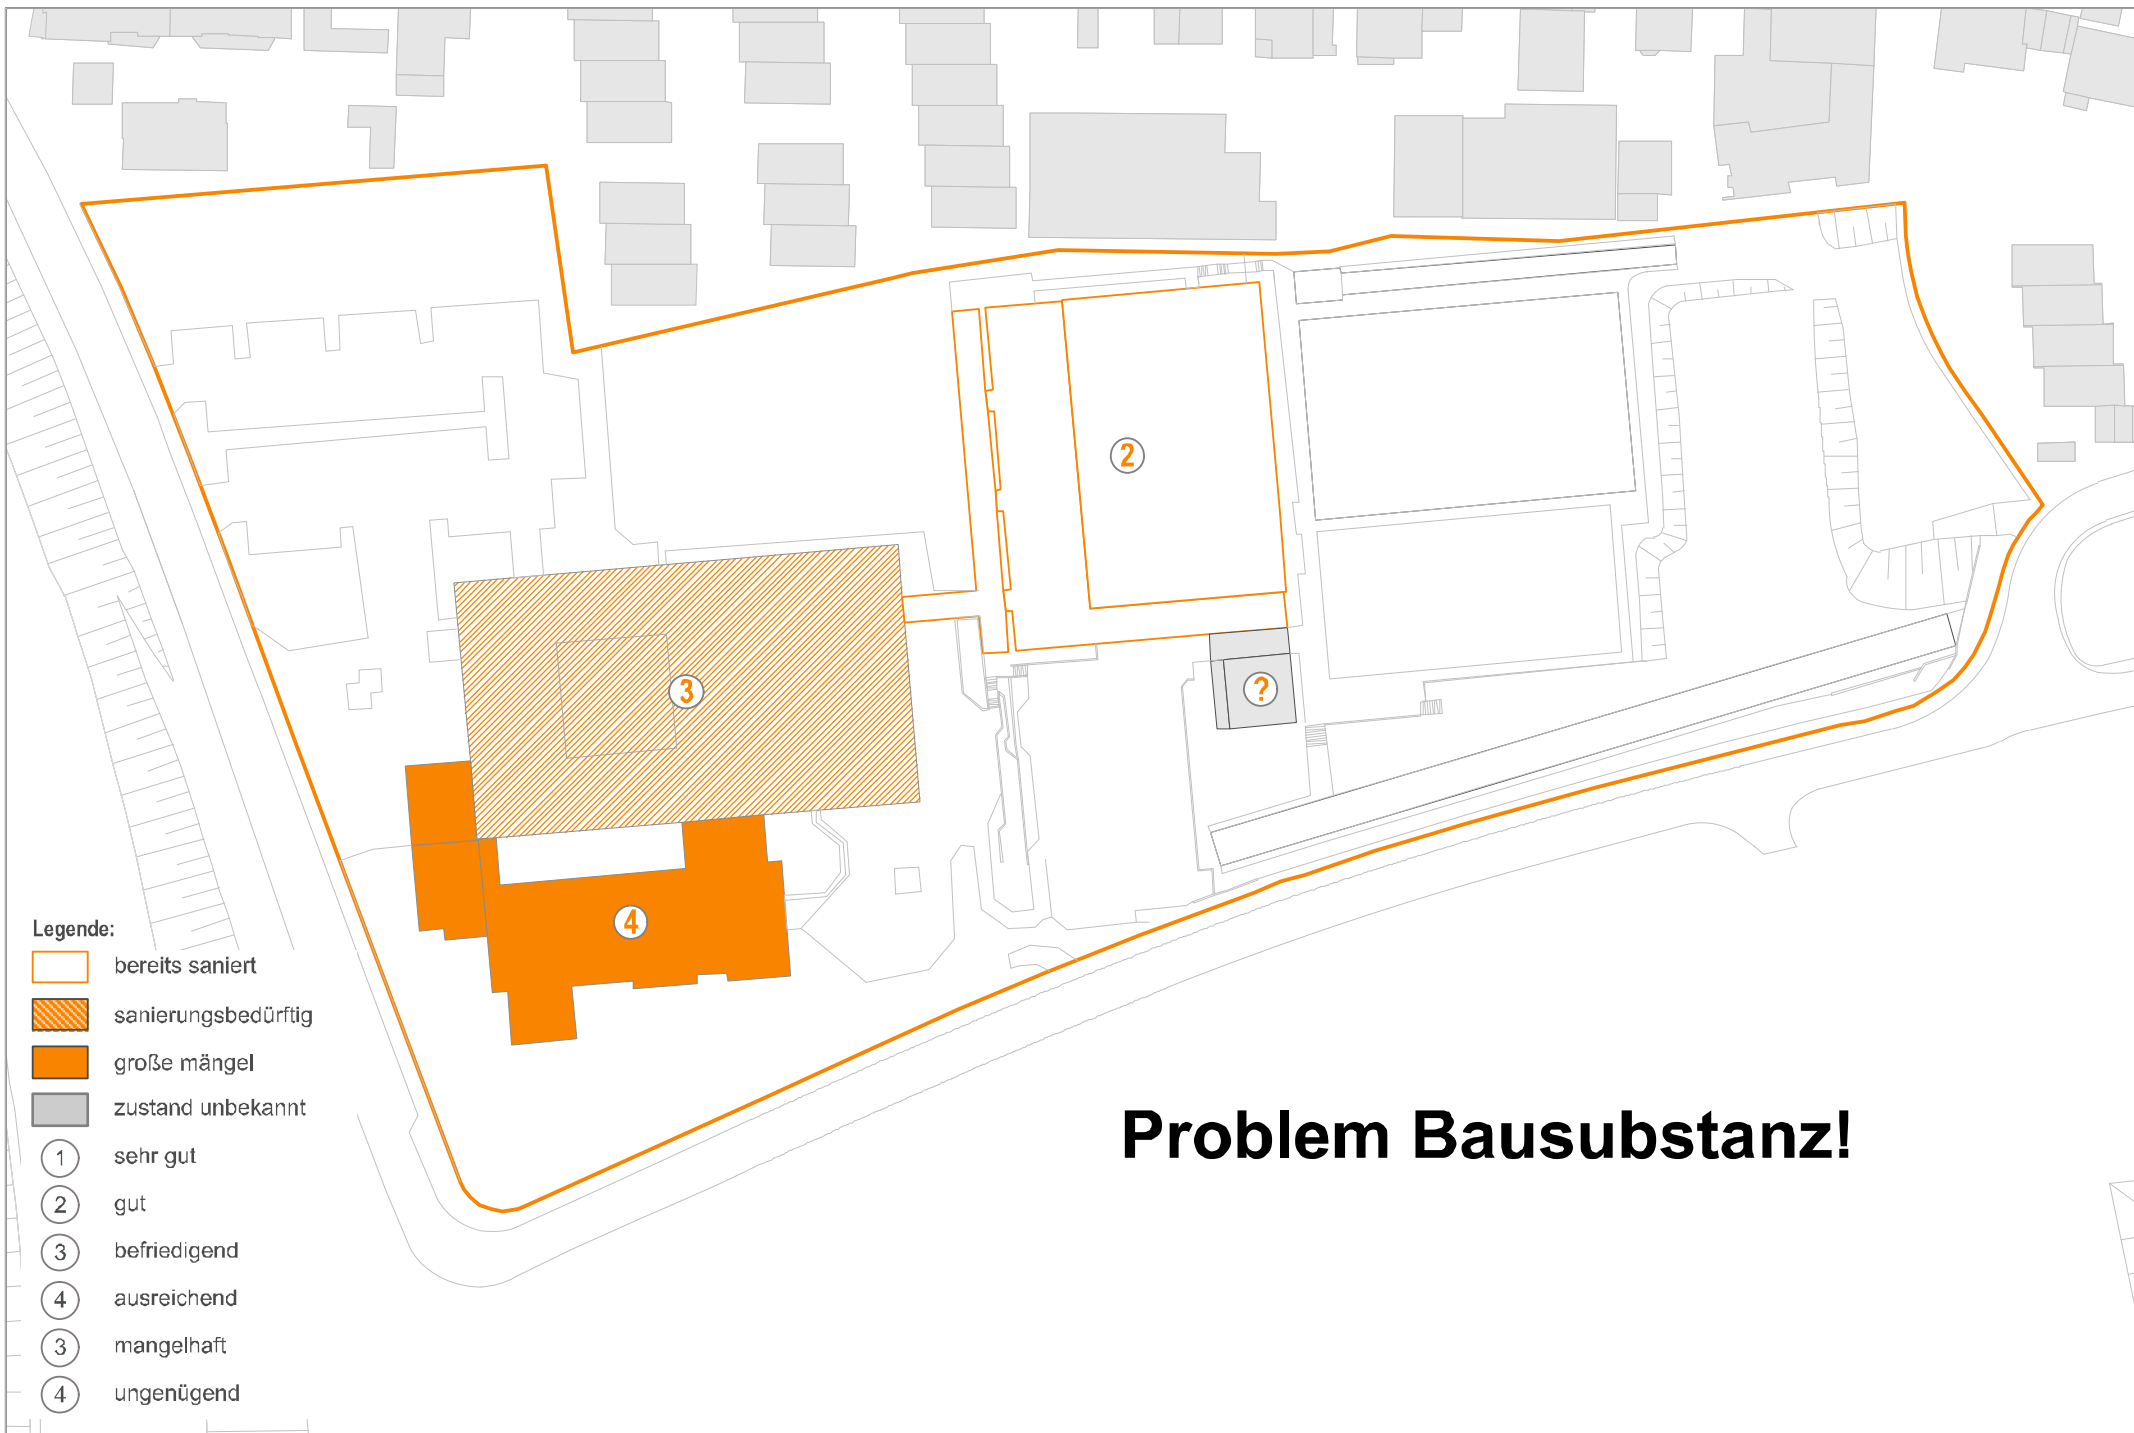 2
3
?
4
Legende:
bereits saniert
sanierungsbedürftig
große mängel
zustand unbekannt
1 sehr gut
2 gut
3 befriedigend
4 ausreichend
3 mangelhaft
4 ungenügend
Problem Bausubstanz!